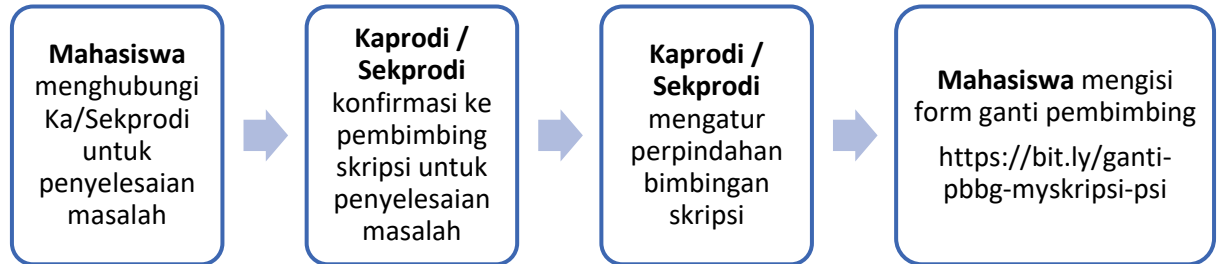 Mahasiswa
menghubungi
Ka/Sekprodi
untuk
penyelesaian
masalah
Kaprodi /
Sekprodi
konfirmasi ke
pembimbing
skripsi untuk
penyelesaian
masalah
Kaprodi /
Sekprodi
mengatur
perpindahan
bimbingan
skripsi
Mahasiswa mengisi
form ganti pembimbing
https://bit.ly/ganti-
pbbg-myskripsi-psi